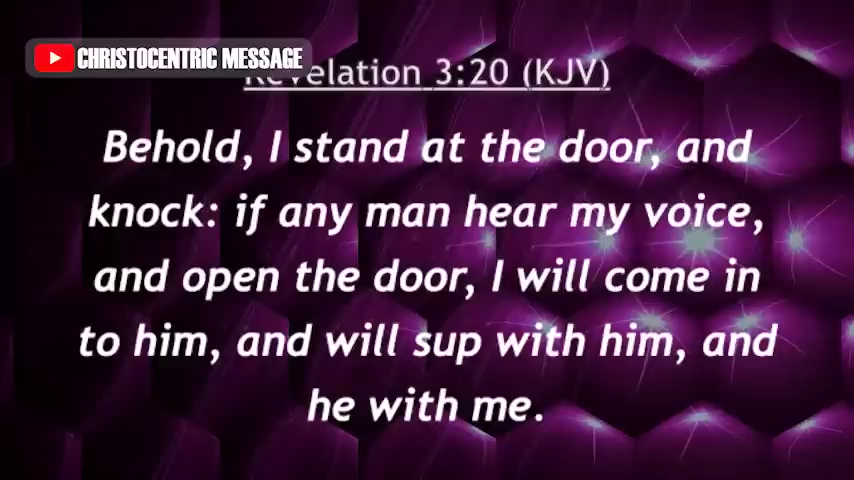 CHRISTOCENTRIC MESSAGE
Revelation 3:20 (KJV)
Behold, I stand at the door, and
knock: if any man hear my voice,
and open the door, I will come in
to him, and will sup with him, and
he with me.